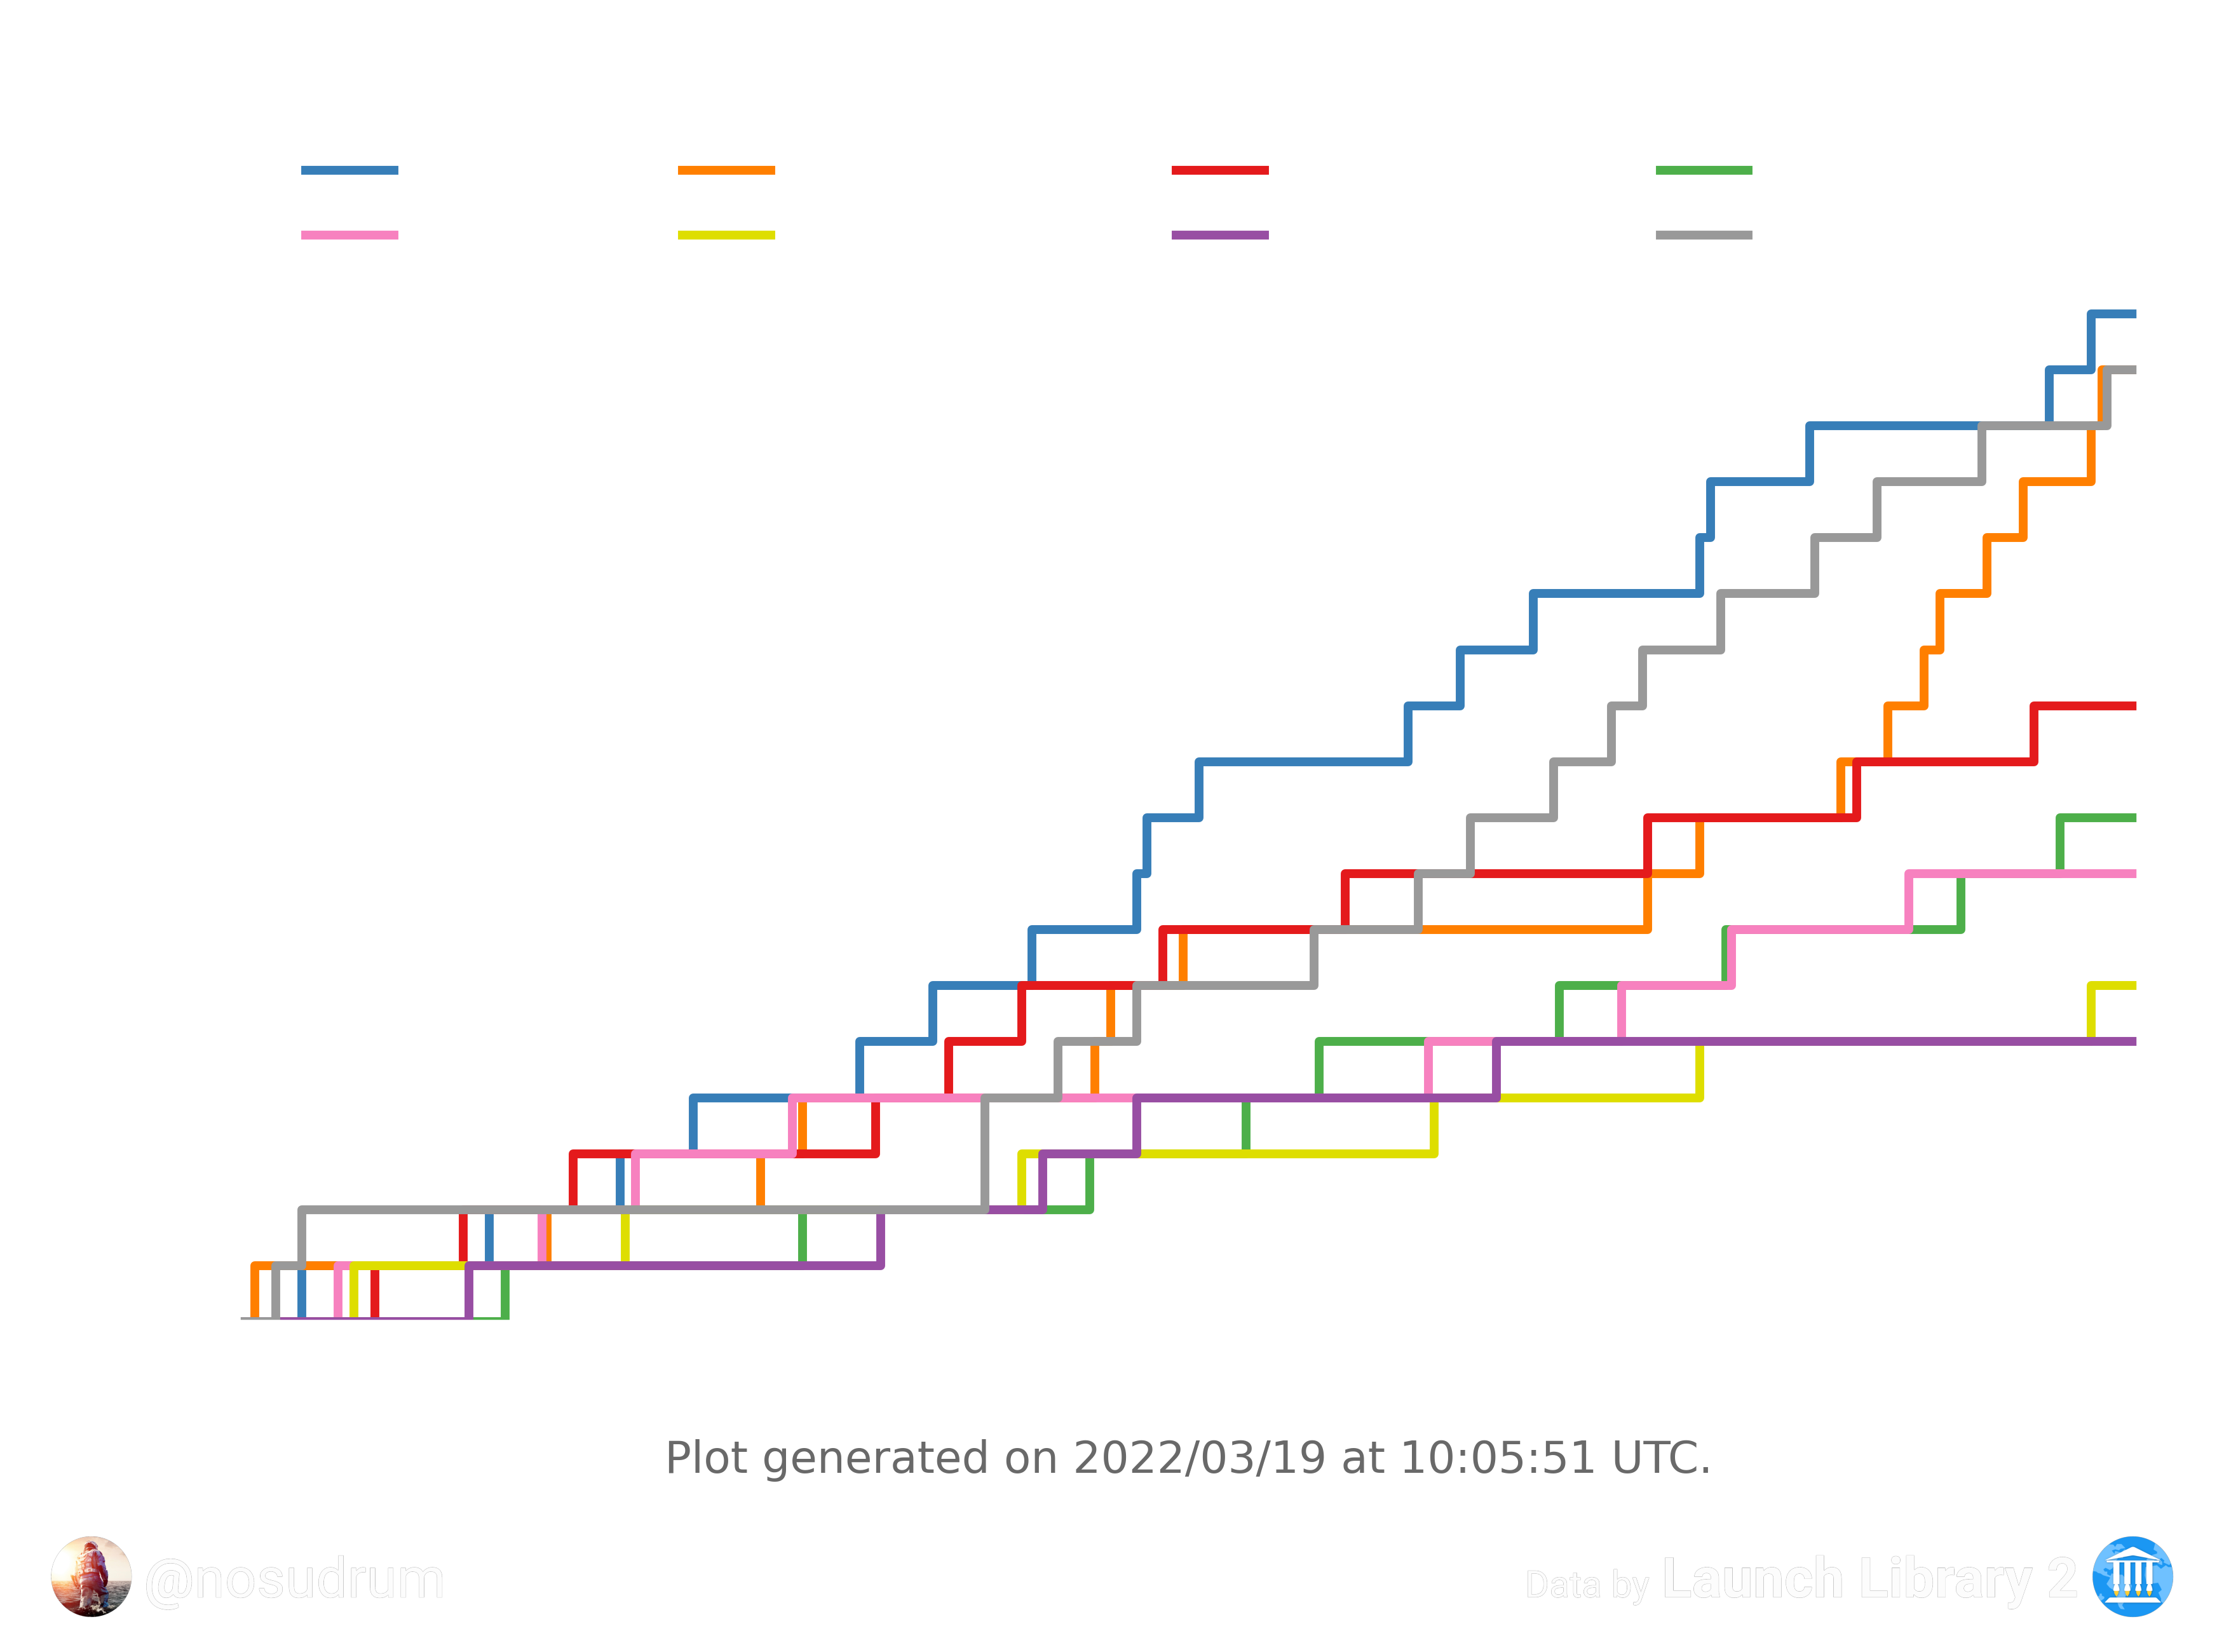 Plot generated on 2022/03/19 at 10:05:51 UTC.
@nosudrum
Data by Launch Library 2